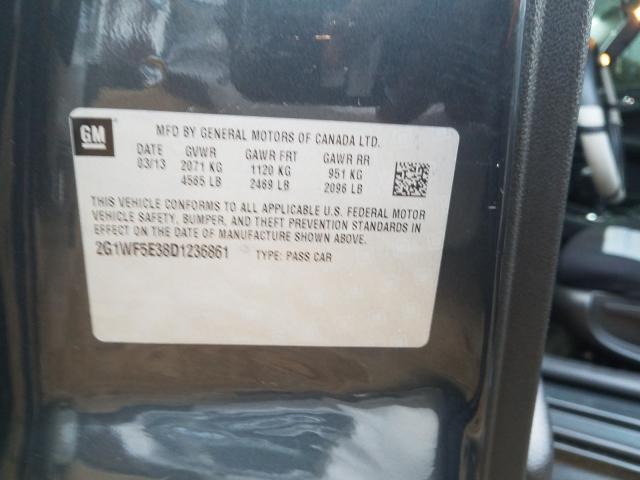 GM
MFD BY GENERAL MOTORS OF CANADA LTD.
DATE GVWR GAWR FRT GAWR RR
03/13 2071 KG 1120 KG 951 KG
4565 LB 2469 LB 2096 LB
THIS VEHICLE CONFORMS TO ALL APPLICABLE U.S. FEDERAL MOTOR
VEHICLE SAFETY, BUMPER, AND THEFT PREVENTION STANDARDS IN
EFFECT ON THE DATE OF MANUFACTURE SHOWN ABOVE.
2G1WF5E38D1236861 TYPE: PASS CAR